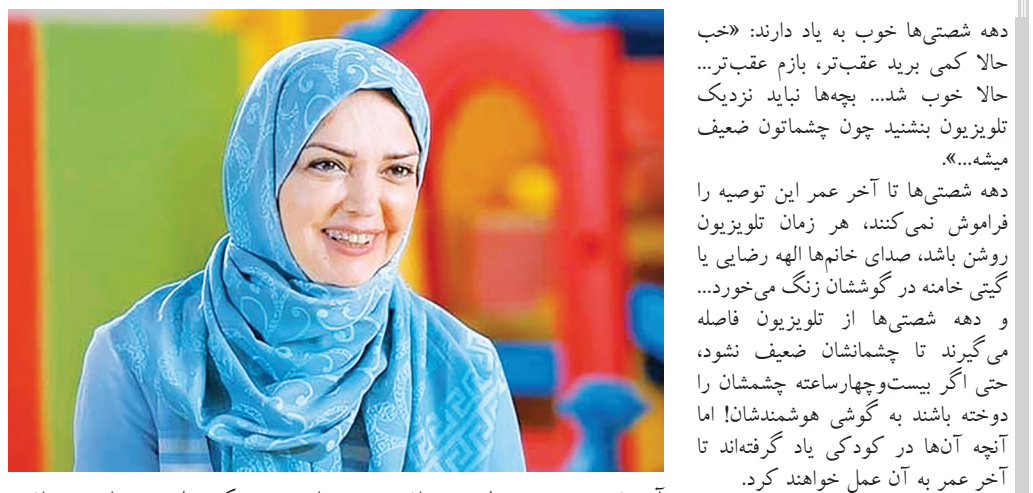 دهه شصتی‌ها خوب به یاد دارند: «خب
حالا کمی برید عقب‌تر، بازم عقب‌تر...
حالا خوب شد... بچه‌ها نباید نزدیک
تلویزیون بنشنید چون چشماتون ضعیف
میشه...».
دهه شصتی‌ها تا آخر عمر این توصیه را
فراموش نمی‌کنند، هر زمان تلویزیون
روشن باشد، صدای خانم‌ها الهه رضایی یا
گیتی خامنه در گوششان زنگ می‌خورد...
و دهه شصتی‌ها از تلویزیون فاصله
می‌گیرند تا چشمانشان ضعیف نشود،
حتی اگر بیست‌وچهارساعته چشمشان را
دوخته باشند به گوشی هوشمندشان! اما
آنچه آن‌ها در کودکی یاد گرفته‌اند تا
آخر عمر به آن عمل خواهند کرد.